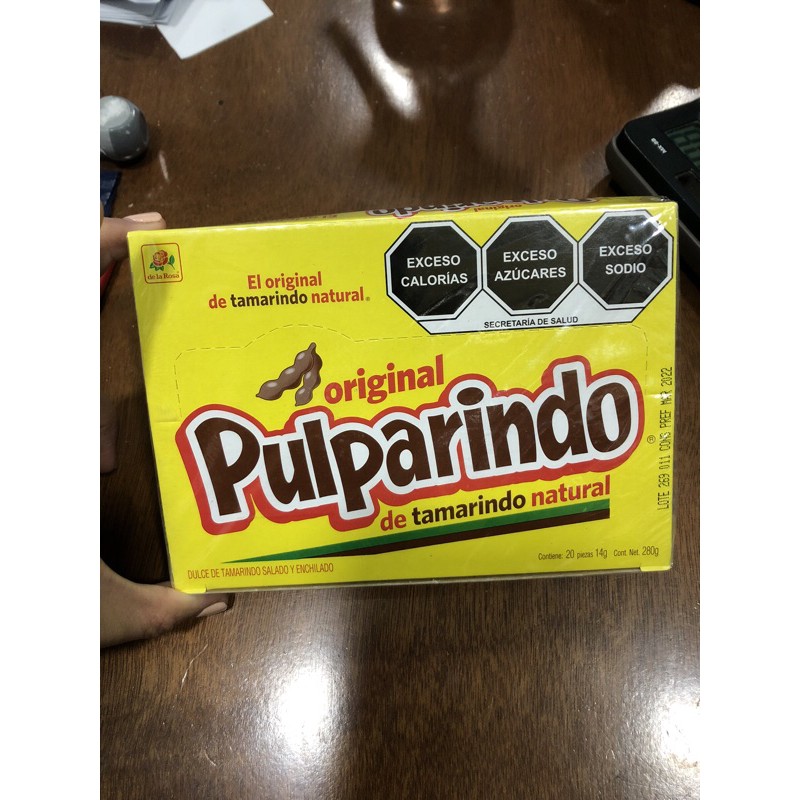 de la Rosa
El original
de tamarindo natural®
EXCESO
CALORÍAS
EXCESO
AZÚCARES
EXCESO
SODIO
SECRETARÍA DE SALUD
original
Pulparindo®
de tamarindo natural
DULCE DE TAMARINDO SALADO Y ENCHILADO
Contiene: 20 piezas 14g Cont. Net. 280g
LOTE 269 011 CONS PREF MAR 2022